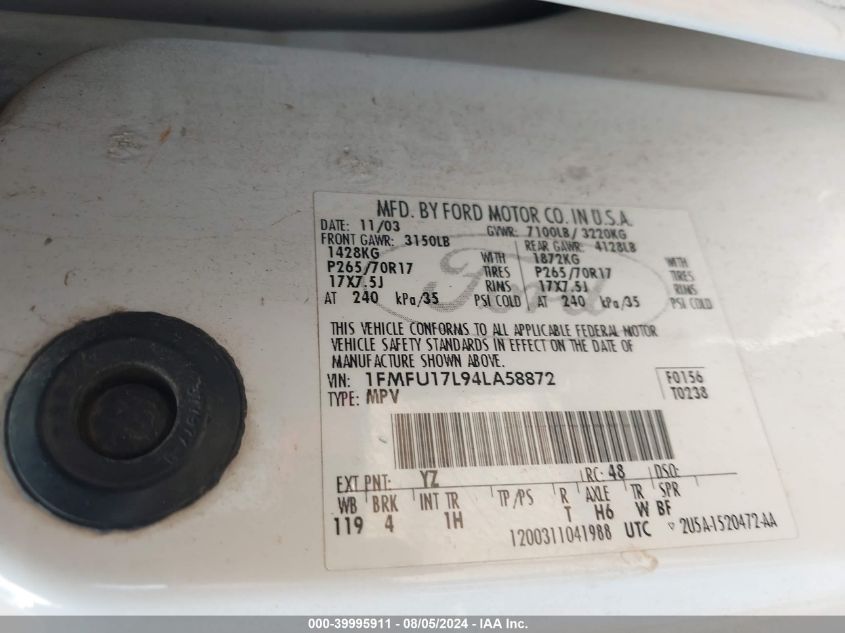 MFD. BY FORD MOTOR CO. IN U.S.A.
DATE: 11/03 GVWR: 7100LB/ 3220KG
FRONT GAWR: 3150LB REAR GAWR: 4128LB
1428KG WITH 1872KG WITH
P265/70R17 TIRES P265/70R17 TIRES
17X7.5J RIMS 17X7.5J RIMS
AT 240 kPa/35 PSI COLD AT 240 kPa/35 PSI COLD
Ford
THIS VEHICLE CONFORMS TO ALL APPLICABLE FEDERAL MOTOR
VEHICLE SAFETY STANDARDS IN EFFECT ON THE DATE OF
MANUFACTURE SHOWN ABOVE.
VIN: 1FMFU17L94LA58872 F0156
TYPE: MPV T0238
EXT PNT: YZ RC: 48 DSO:
WB BRK INT TR TP/PS R AXLE TR SPR
119 4 1H T H6 W BF
1200311041988 UTC ▽ 2U5A-1520472-AA
000-39995911 - 08/05/2024 - IAA Inc.